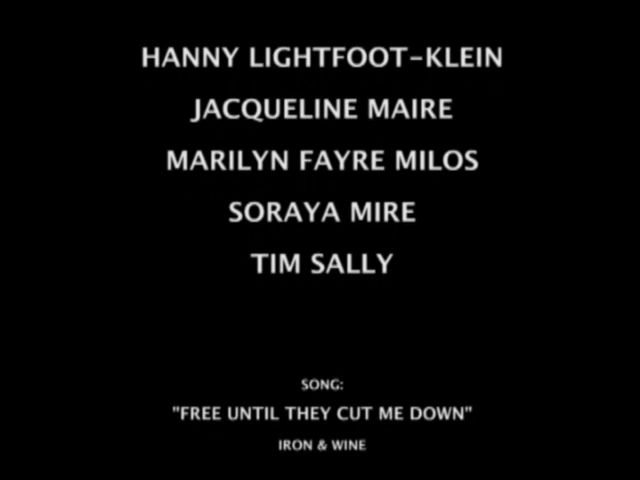 HANNY LIGHTFOOT-KLEIN
JACQUELINE MAIRE
MARILYN FAYRE MILOS
SORAYA MIRE
TIM SALLY
SONG:
"FREE UNTIL THEY CUT ME DOWN"
IRON & WINE